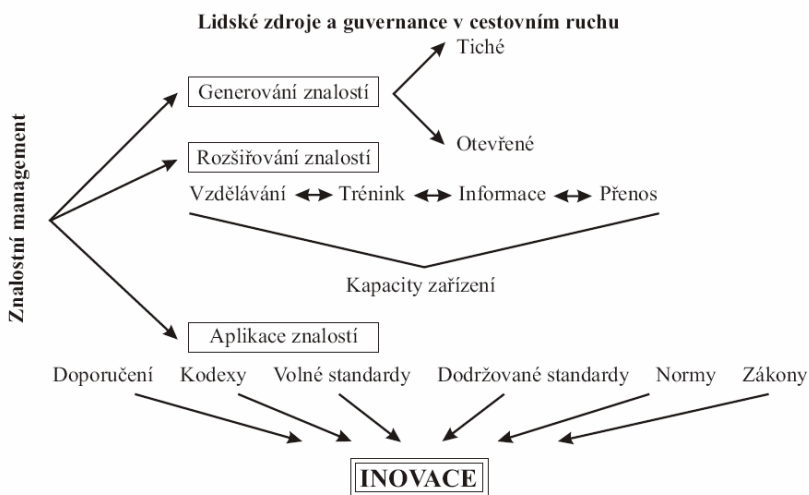 Lidské zdroje a guvernance v cestovním ruchu
Tiché
Generování znalostí
Otevřené
Rozšiřování znalostí
Vzdělávání Trénink Informace Přenos
Kapacity zařízení
Znalostní management
Aplikace znalostí
Doporučení Kodexy Volné standardy Dodržované standardy Normy Zákony
INOVACE